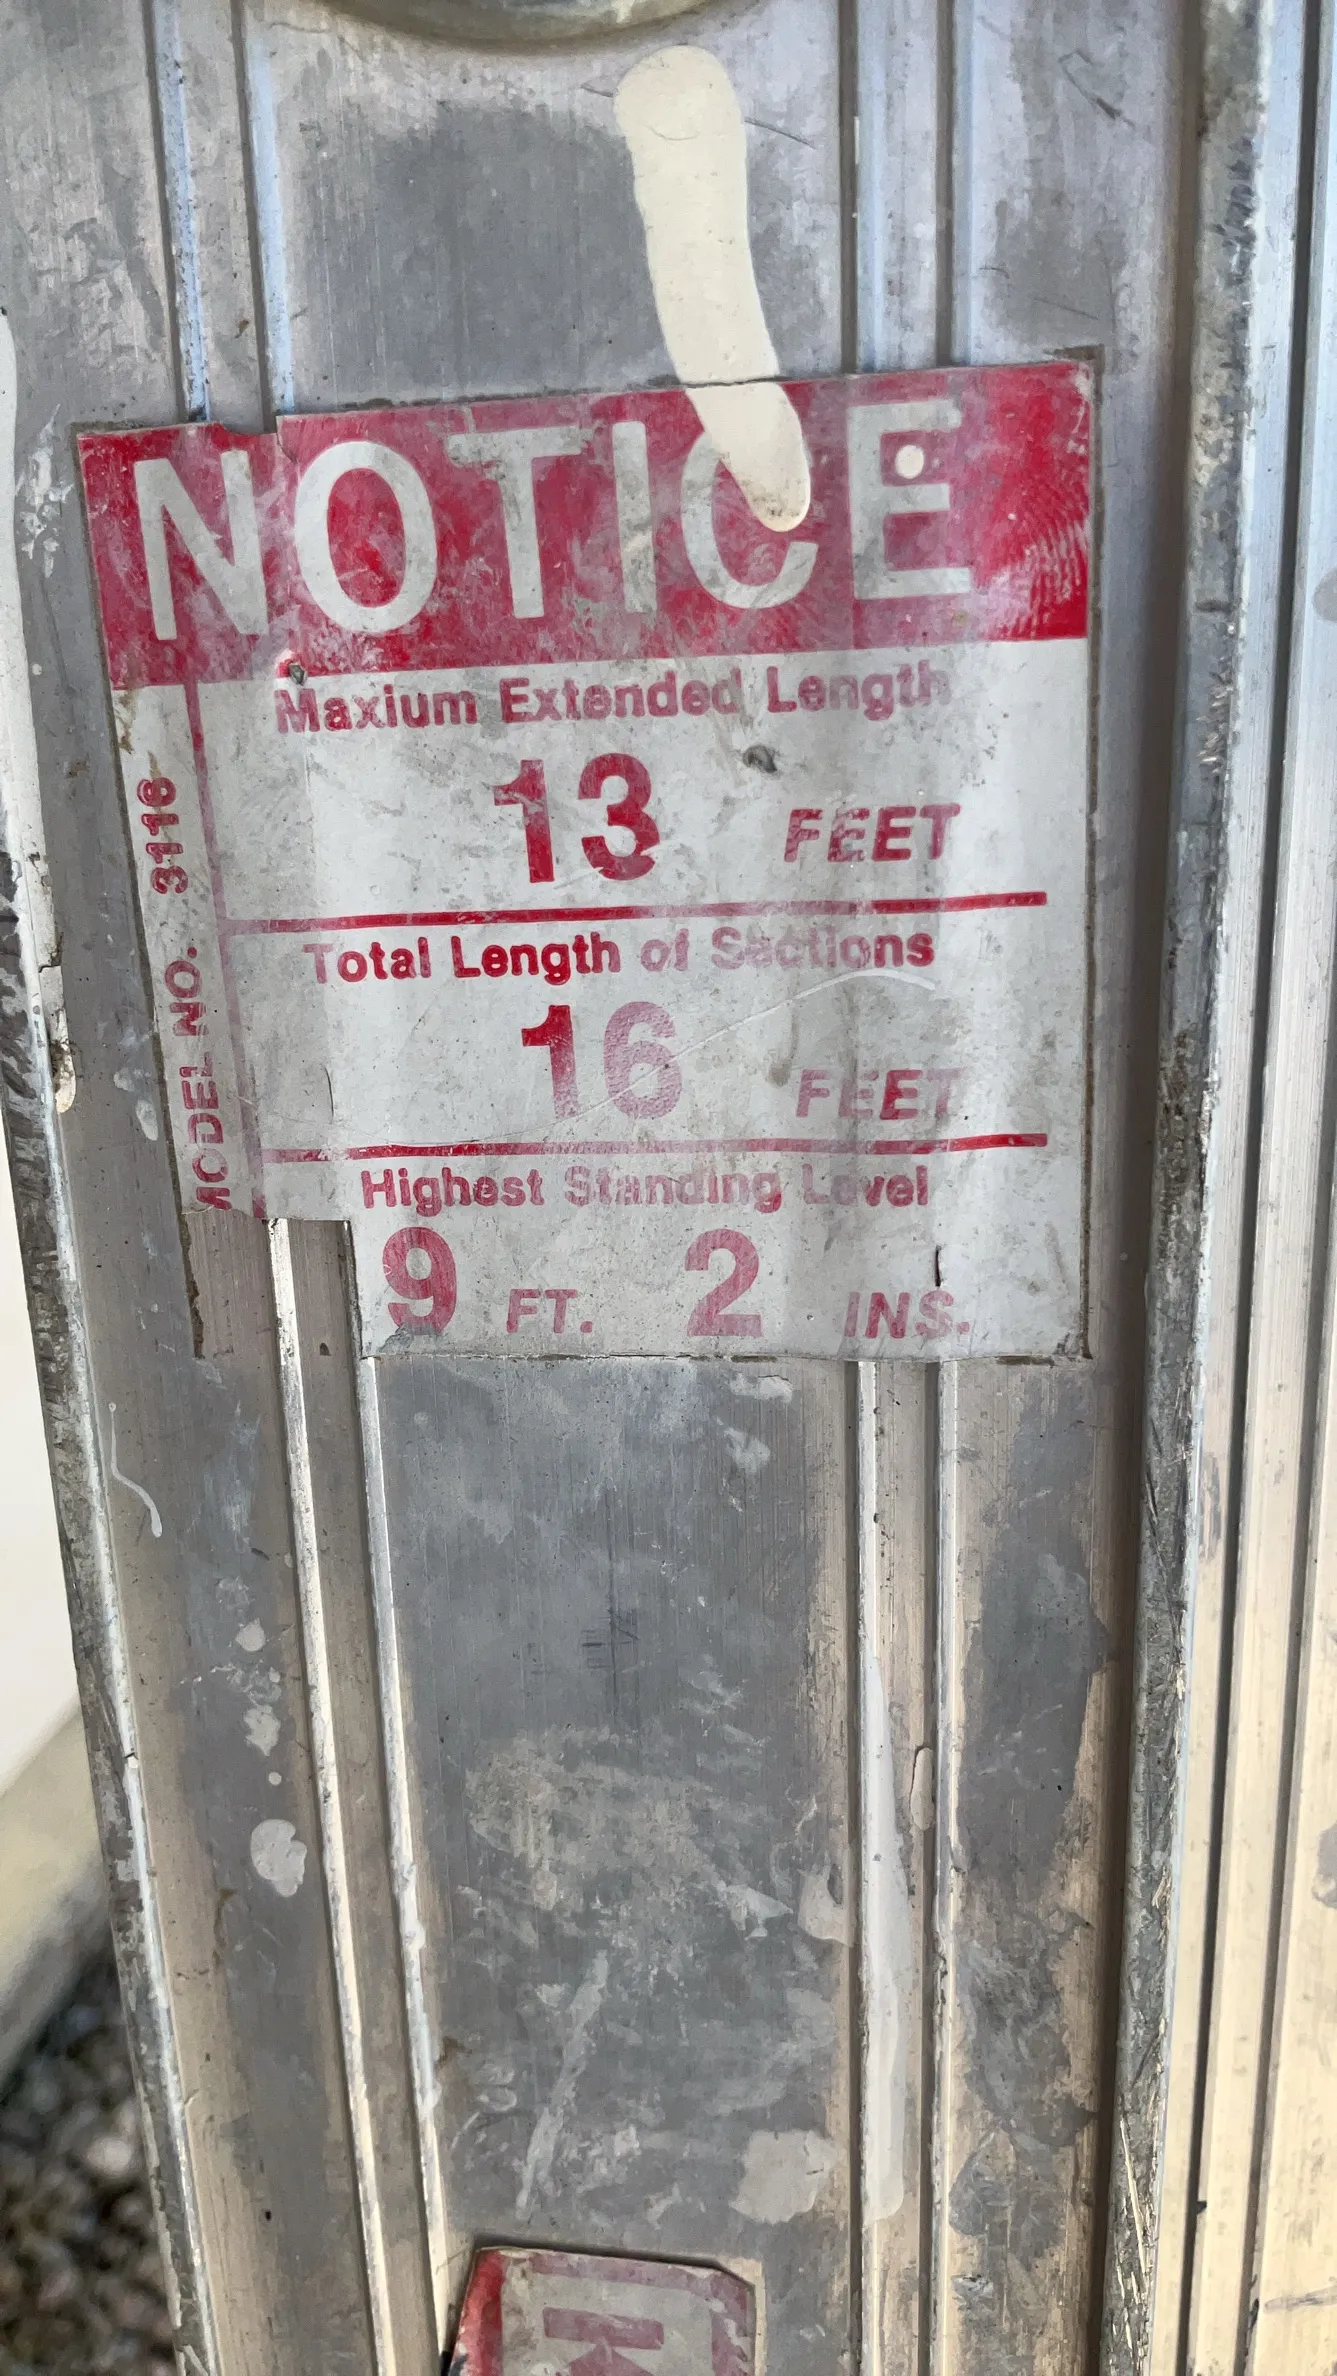 NOTICE
Maxium Extended Length
13 FEET
Total Length of Sections
16 FEET
Highest Standing Level
9 FT. 2 INS.
MODEL NO. 3116
K